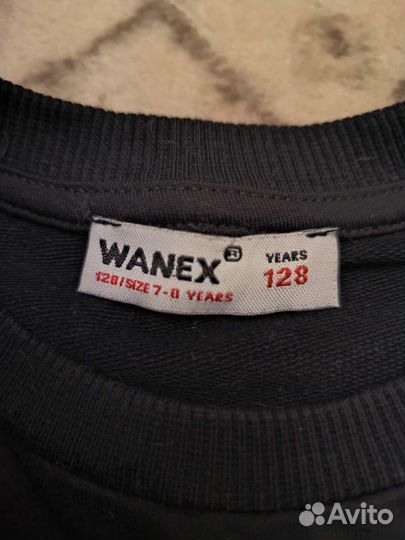 WANEX®
128/SIZE 7-8 YEARS
YEARS
128
Avito